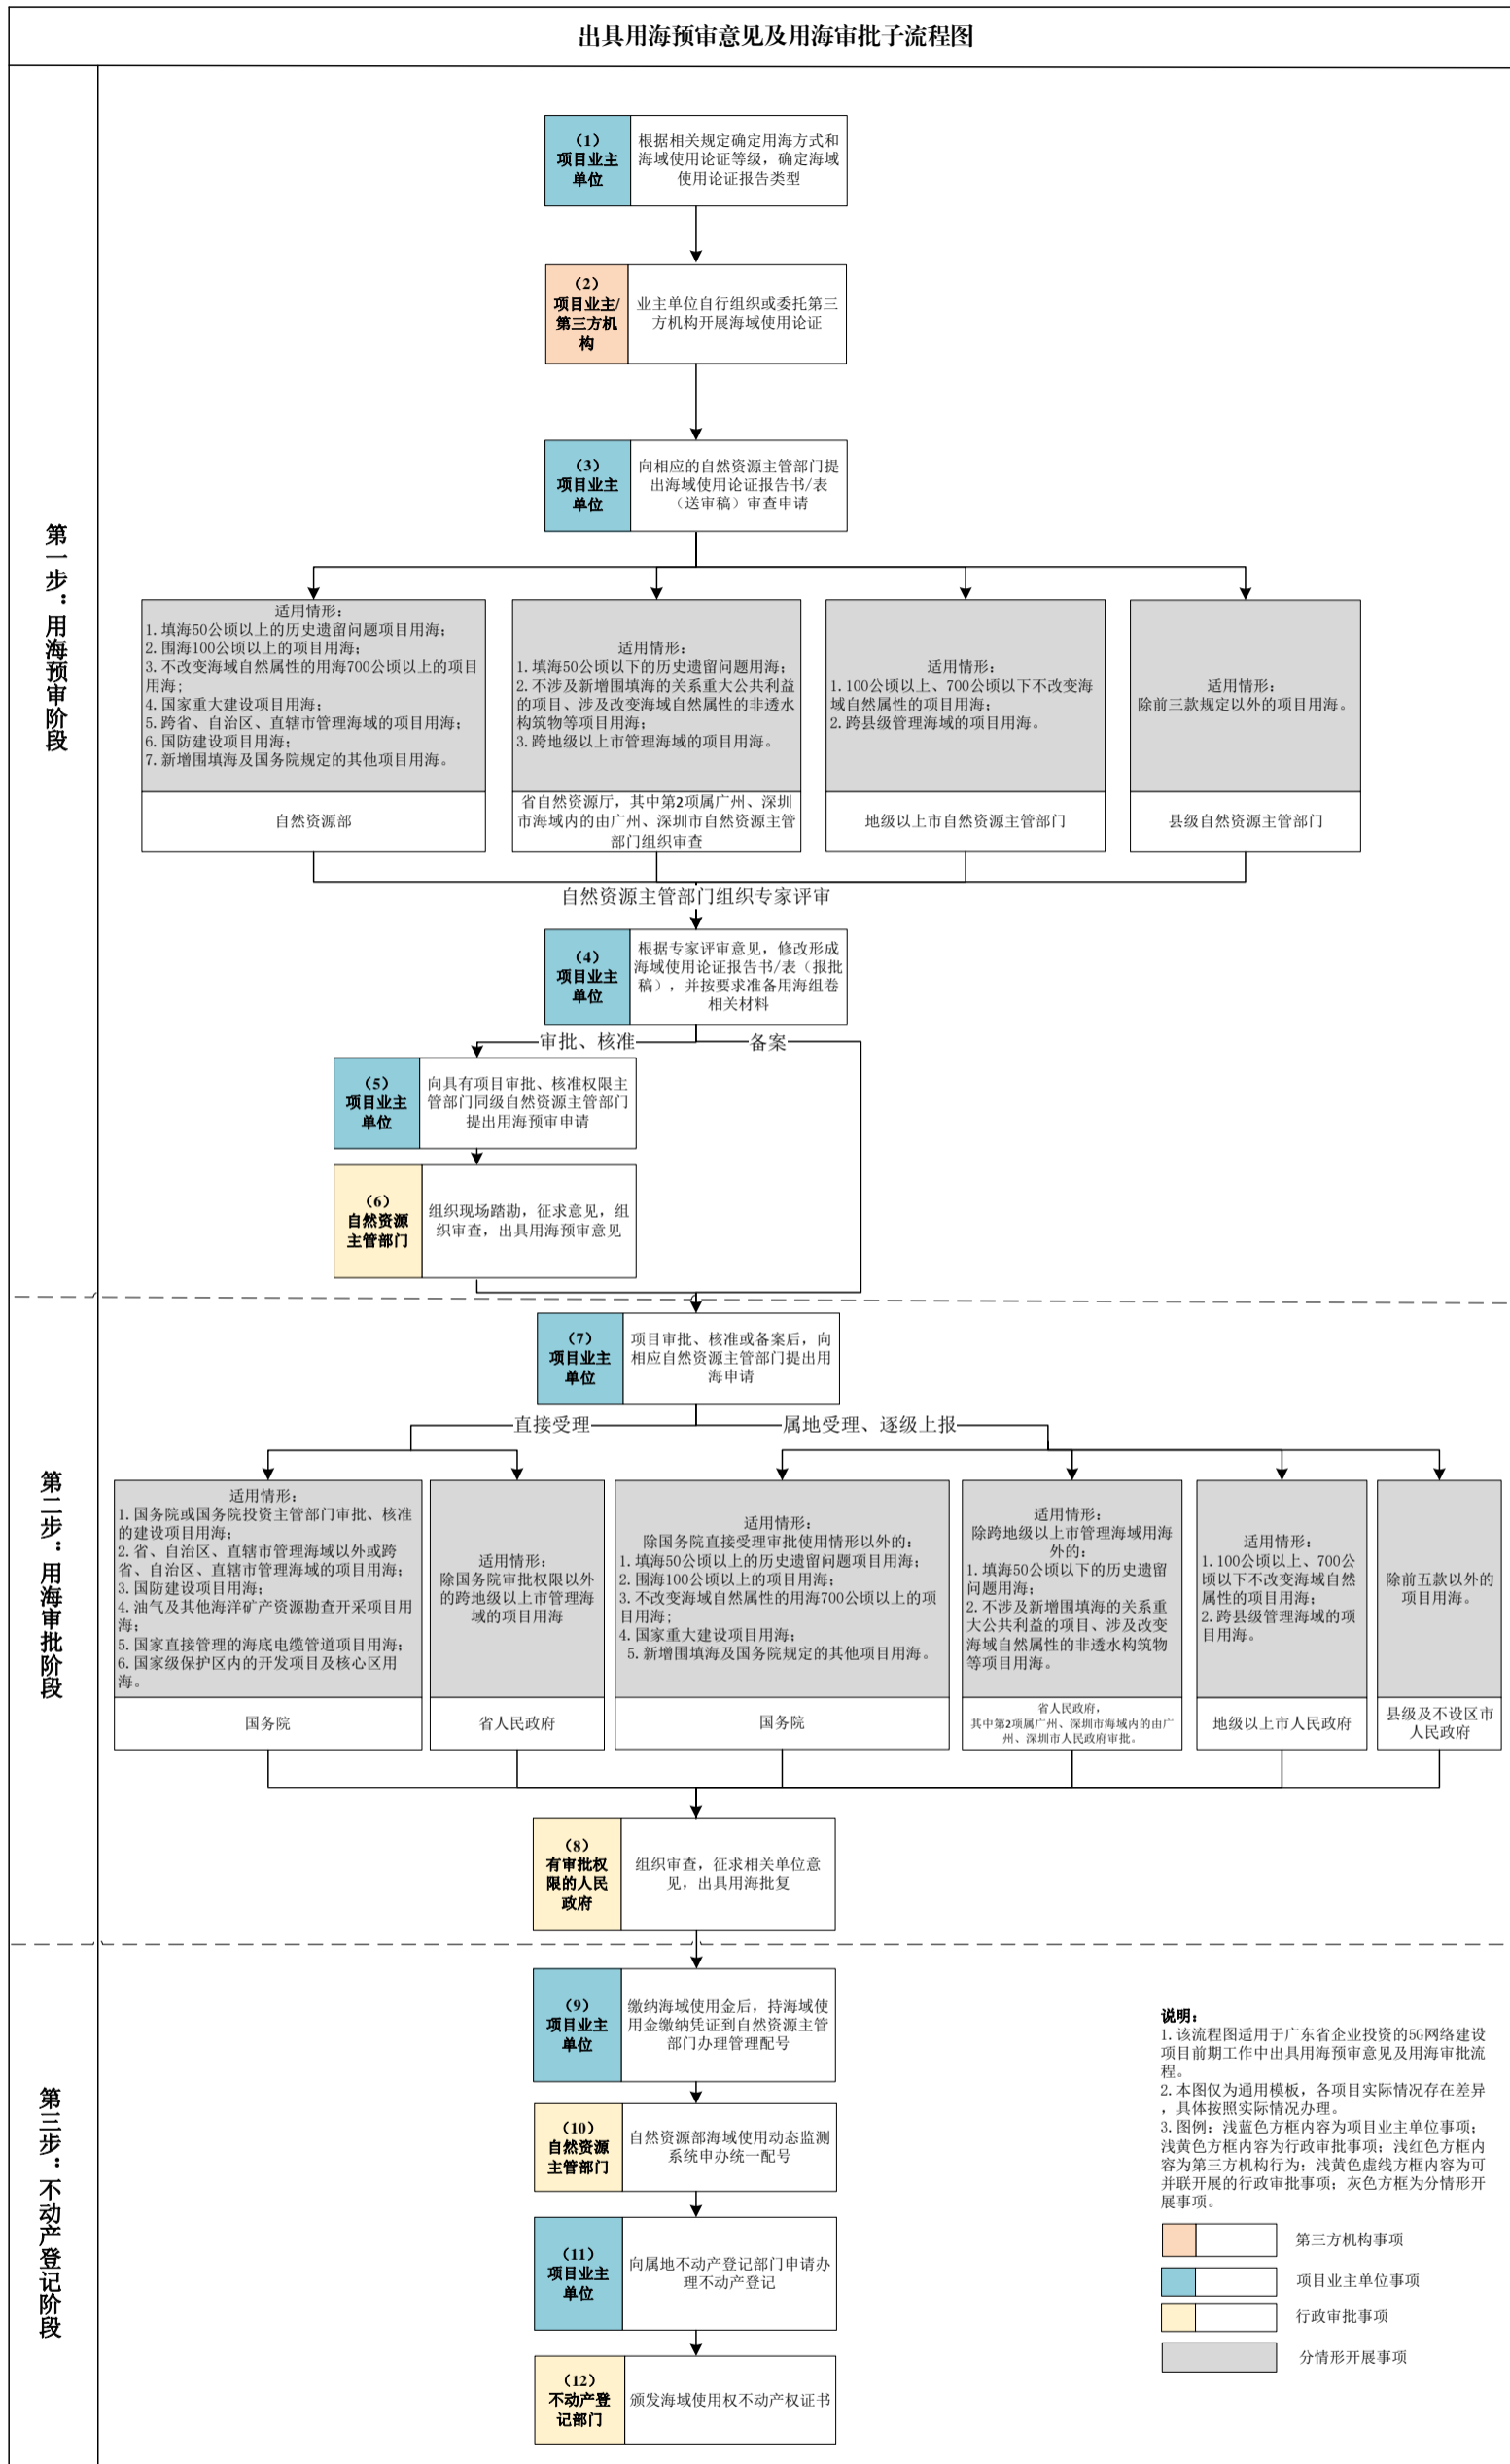 出具用海预审意见及用海审批子流程图
第一步：用海预审阶段
（1）
项目业主
单位
根据相关规定确定用海方式和
海域使用论证等级，确定海域
使用论证报告类型
（2）
项目业主/
第三方机
构
业主单位自行组织或委托第三
方机构开展海域使用论证
（3）
项目业主
单位
向相应的自然资源主管部门提
出海域使用论证报告书/表
（送审稿）审查申请
适用情形：
1.填海50公顷以上的历史遗留问题项目用海；
2.围海100公顷以上的项目用海；
3.不改变海域自然属性的用海700公顷以上的项目
用海；
4.国家重大建设项目用海；
5.跨省、自治区、直辖市管理海域的项目用海；
6.国防建设项目用海；
7.新增围填海及国务院规定的其他项目用海。
自然资源部
适用情形：
1.填海50公顷以下的历史遗留问题用海；
2.不涉及新增围填海的关系重大公共利益
的项目、涉及改变海域自然属性的非透水
构筑物等项目用海；
3.跨地级以上市管理海域的项目用海。
省自然资源厅，其中第2项属广州、深圳
市海域内的由广州、深圳市自然资源主管
部门组织审查
适用情形：
1.100公顷以上、700公顷以下不改变海
域自然属性的项目用海；
2.跨县级管理海域的项目用海。
地级以上市自然资源主管部门
适用情形：
除前三款规定以外的项目用海。
县级自然资源主管部门
自然资源主管部门组织专家评审
（4）
项目业主
单位
根据专家评审意见，修改形成
海域使用论证报告书/表（报批
稿），并按要求准备用海组卷
相关材料
审批、核准
备案
（5）
项目业主
单位
向具有项目审批、核准权限主
管部门同级自然资源主管部门
提出用海预审申请
（6）
自然资源
主管部门
组织现场踏勘，征求意见，组
织审查，出具用海预审意见
第二步：用海审批阶段
（7）
项目业主
单位
项目审批、核准或备案后，向
相应自然资源主管部门提出用
海申请
直接受理
属地受理、逐级上报
适用情形：
1.国务院或国务院投资主管部门审批、核准
的建设项目用海；
2.省、自治区、直辖市管理海域以外或跨
省、自治区、直辖市管理海域的项目用海；
3.国防建设项目用海；
4.油气及其他海洋矿产资源勘查开采项目用
海；
5.国家直接管理的海底电缆管道项目用海；
6.国家级保护区内的开发项目及核心区用
海。
国务院
适用情形：
除国务院审批权限以外
的跨地级以上市管理海
域的项目用海
省人民政府
适用情形：
除国务院直接受理审批使用情形以外的：
1.填海50公顷以上的历史遗留问题项目用海；
2.围海100公顷以上的项目用海；
3.不改变海域自然属性的用海700公顷以上的项
目用海；
4.国家重大建设项目用海；
5.新增围填海及国务院规定的其他项目用海。
国务院
适用情形：
除跨地级以上市管理海域用海
外的：
1.填海50公顷以下的历史遗留
问题用海；
2.不涉及新增围填海的关系重
大公共利益的项目、涉及改变
海域自然属性的非透水构筑物
等项目用海。
省人民政府，
其中第2项属广州、深圳市海域内的由广
州、深圳市人民政府审批。
适用情形：
1.100公顷以上、700公
顷以下不改变海域自然
属性的项目用海；
2.跨县级管理海域的项
目用海。
地级以上市人民政府
除前五款以外的
项目用海。
县级及不设区市
人民政府
（8）
有审批权
限的人民
政府
组织审查，征求相关单位意
见，出具用海批复
第三步：不动产登记阶段
（9）
项目业主
单位
缴纳海域使用金后，持海域使
用金缴纳凭证到自然资源主管
部门办理管理配号
（10）
自然资源
主管部门
自然资源部海域使用动态监测
系统申办统一配号
（11）
项目业主
单位
向属地不动产登记部门申请办
理不动产登记
（12）
不动产登
记部门
颁发海域使用权不动产权证书
说明：
1.该流程图适用于广东省企业投资的5G网络建设
项目前期工作中出具用海预审意见及用海审批流
程。
2.本图仅为通用模板，各项目实际情况存在差异
，具体按照实际情况办理。
3.图例：浅蓝色方框内容为项目业主单位事项；
浅黄色方框内容为行政审批事项；浅红色方框内
容为第三方机构行为；浅黄色虚线方框内容为可
并联开展的行政审批事项；灰色方框为分情形开
展事项。
第三方机构事项
项目业主单位事项
行政审批事项
分情形开展事项